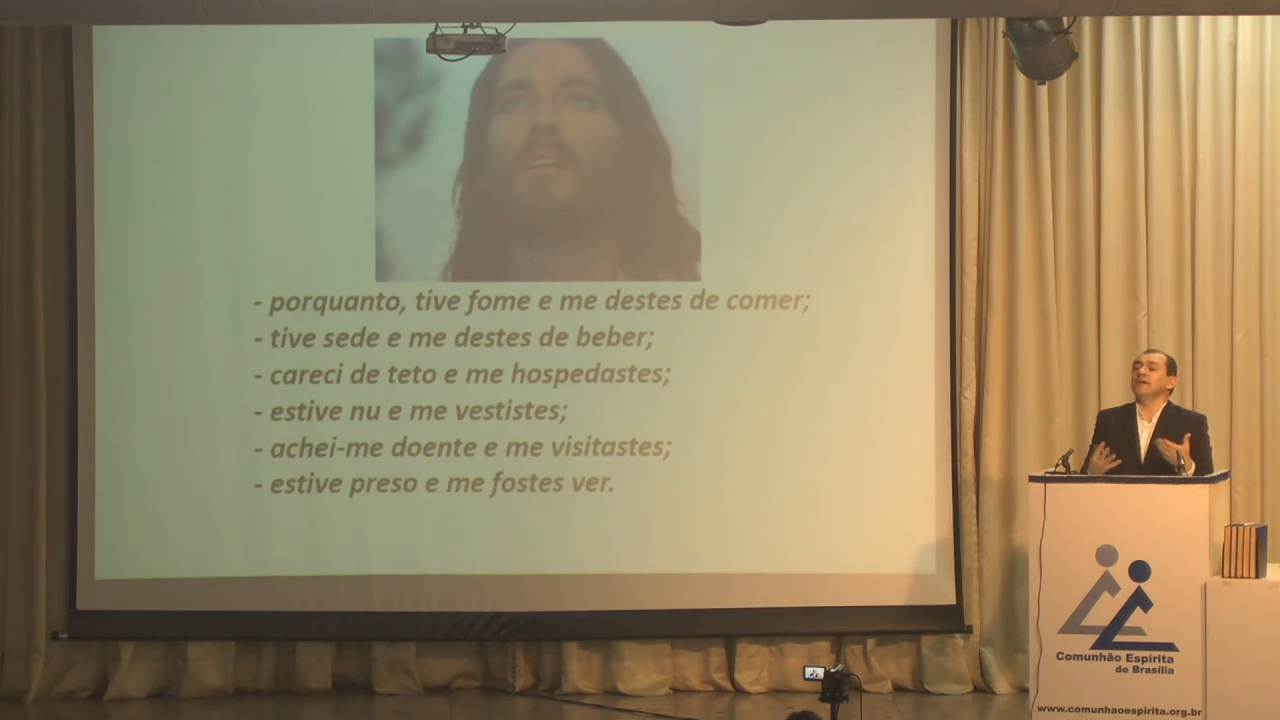 - porquanto, tive fome e me destes de comer;
- tive sede e me destes de beber;
- careci de teto e me hospedastes;
- estive nu e me vestistes;
- achei-me doente e me visitastes;
- estive preso e me fostes ver.
Comunhão Espírita
de Brasília
www.comunhaoespirita.org.br